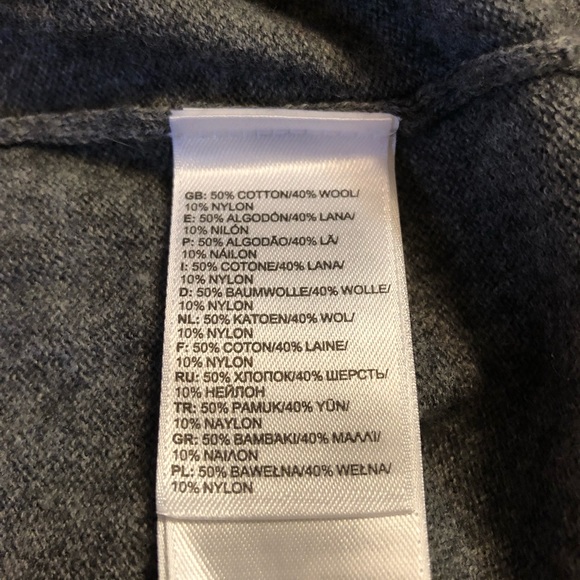 GB: 50% COTTON/40% WOOL/
10% NYLON
E: 50% ALGODÓN/40% LANA/
10% NILÓN
P: 50% ALGODÃO/40% LÃ/
10% NÁILON
I: 50% COTONE/40% LANA/
10% NYLON
D: 50% BAUMWOLLE/40% WOLLE/
10% NYLON
NL: 50% KATOEN/40% WOL/
10% NYLON
F: 50% COTON/40% LAINE/
10% NYLON
RU: 50% ХЛОПОК/40% ШЕРСТЬ/
10% НЕЙЛОН
TR: 50% PAMUK/40% YÜN/
10% NAYLON
GR: 50% ΒΑΜΒΑΚΙ/40% ΜΑΛΛΙ/
10% ΝΑΙΛΟΝ
PL: 50% BAWEŁNA/40% WEŁNA/
10% NYLON